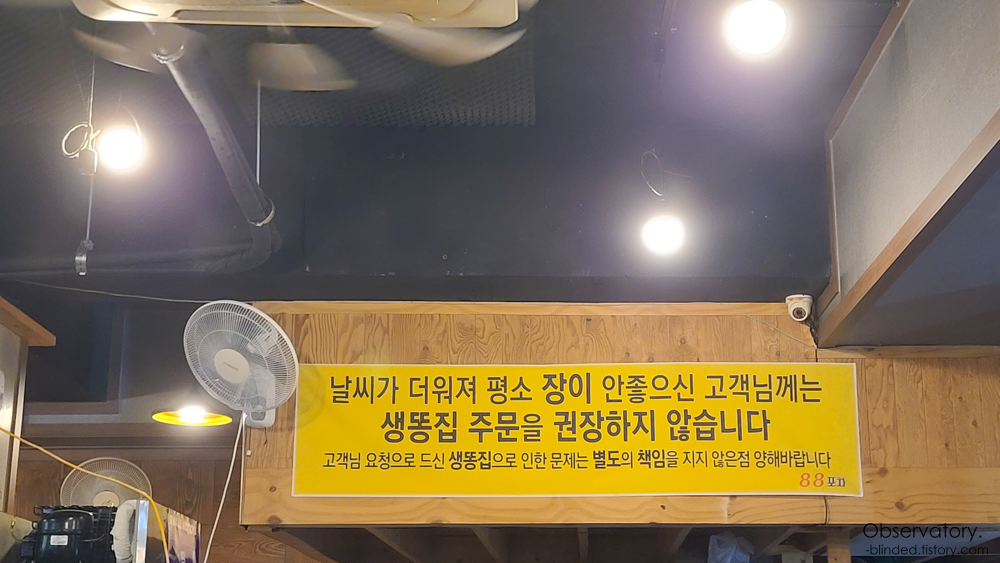 날씨가 더워져 평소 장이 안좋으신 고객님께는
생똥집 주문을 권장하지 않습니다
고객님 요청으로 드신 생똥집으로 인한 문제는 별도의 책임을 지지 않은점 양해바랍니다
88포차
Observatory.
-blinded.tistory.com